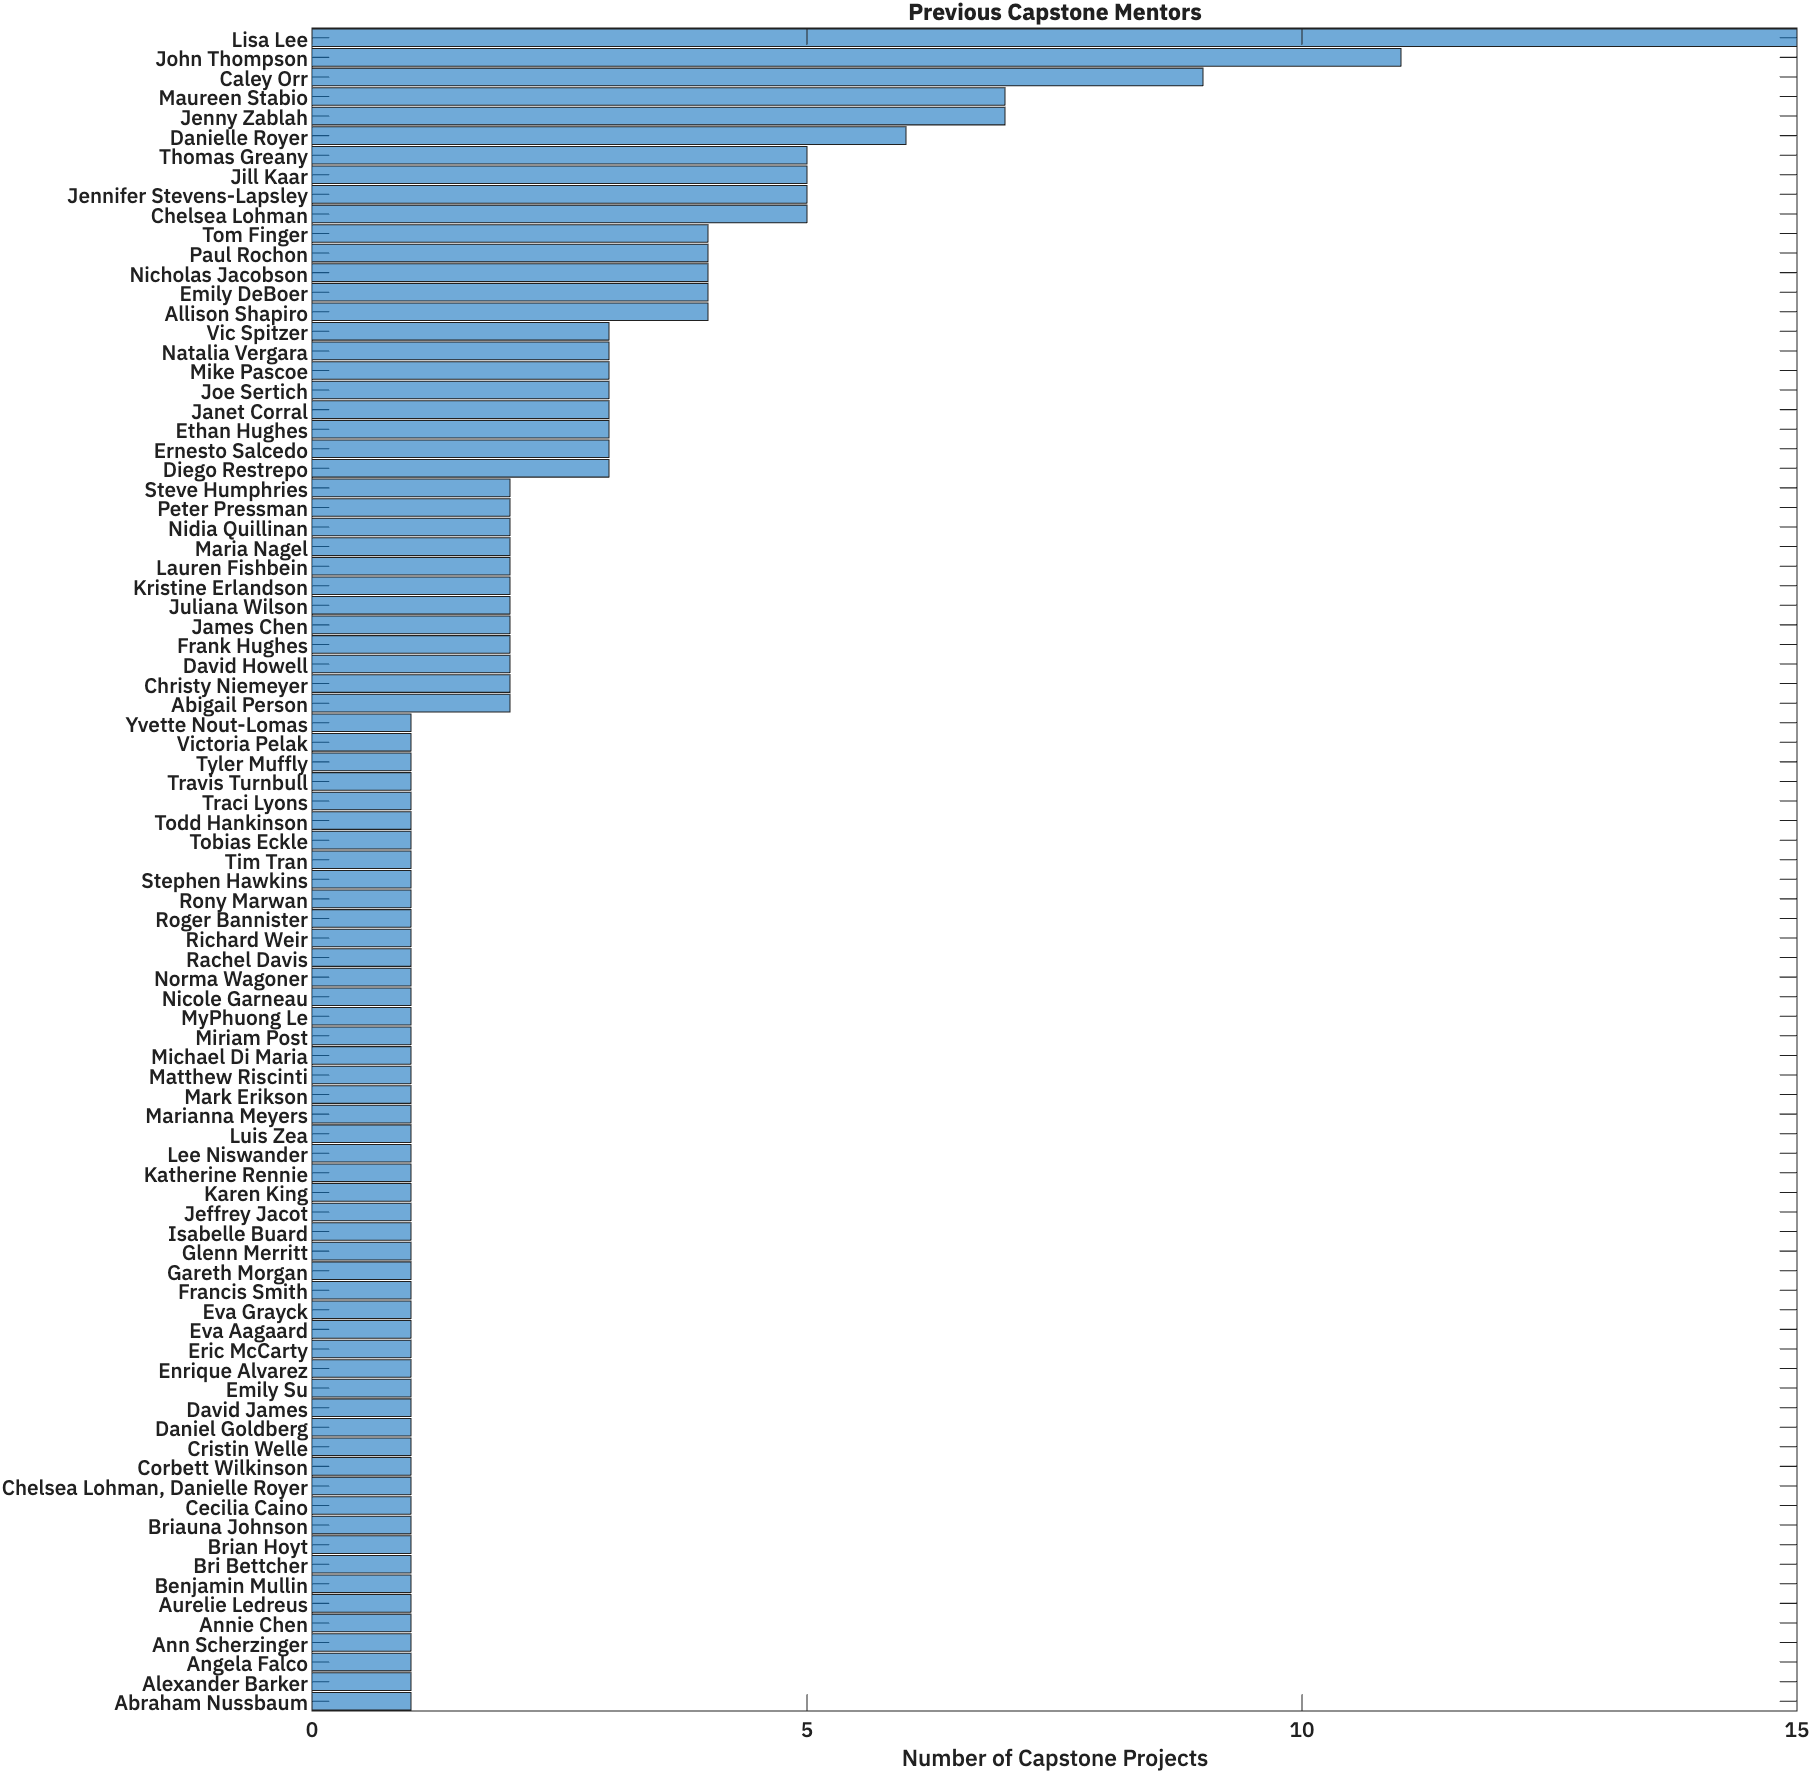 Previous Capstone Mentors
Lisa Lee
John Thompson
Caley Orr
Maureen Stabio
Jenny Zablah
Danielle Royer
Thomas Greany
Jill Kaar
Jennifer Stevens-Lapsley
Chelsea Lohman
Tom Finger
Paul Rochon
Nicholas Jacobson
Emily DeBoer
Allison Shapiro
Vic Spitzer
Natalia Vergara
Mike Pascoe
Joe Sertich
Janet Corral
Ethan Hughes
Ernesto Salcedo
Diego Restrepo
Steve Humphries
Peter Pressman
Nidia Quillinan
Maria Nagel
Lauren Fishbein
Kristine Erlandson
Juliana Wilson
James Chen
Frank Hughes
David Howell
Christy Niemeyer
Abigail Person
Yvette Nout-Lomas
Victoria Pelak
Tyler Muffly
Travis Turnbull
Traci Lyons
Todd Hankinson
Tobias Eckle
Tim Tran
Stephen Hawkins
Rony Marwan
Roger Bannister
Richard Weir
Rachel Davis
Norma Wagoner
Nicole Garneau
MyPhuong Le
Miriam Post
Michael Di Maria
Matthew Riscinti
Mark Erikson
Marianna Meyers
Luis Zea
Lee Niswander
Katherine Rennie
Karen King
Jeffrey Jacot
Isabelle Buard
Glenn Merritt
Gareth Morgan
Francis Smith
Eva Grayck
Eva Aagaard
Eric McCarty
Enrique Alvarez
Emily Su
David James
Daniel Goldberg
Cristin Welle
Corbett Wilkinson
Chelsea Lohman, Danielle Royer
Cecilia Caino
Briauna Johnson
Brian Hoyt
Bri Bettcher
Benjamin Mullin
Aurelie Ledreus
Annie Chen
Ann Scherzinger
Angela Falco
Alexander Barker
Abraham Nussbaum
0 5 10 15
Number of Capstone Projects